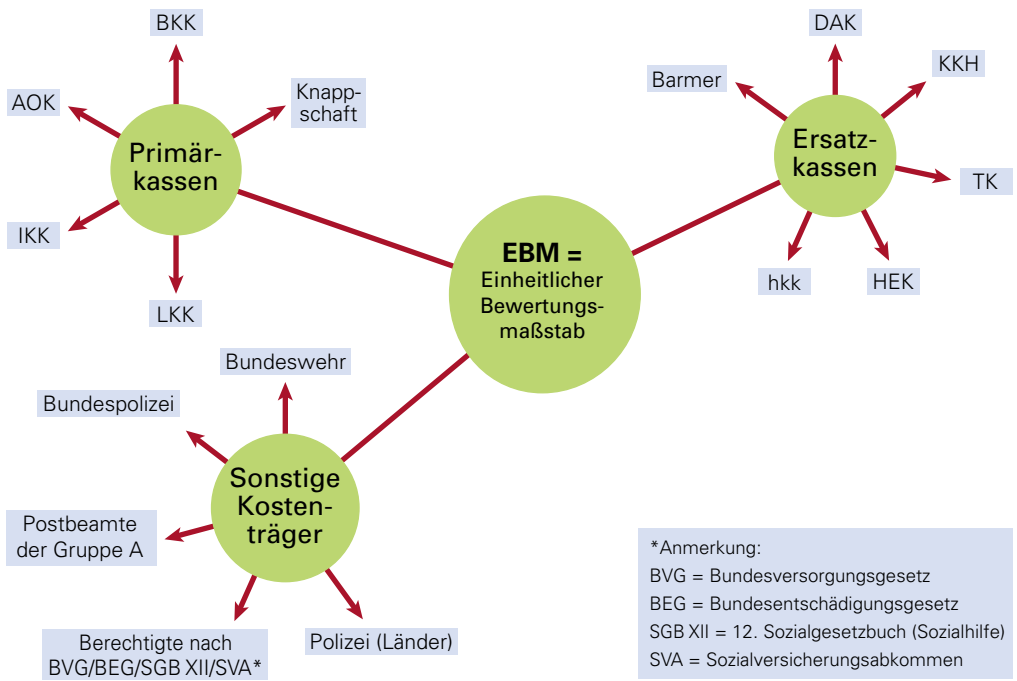 BKK
AOK
Knapp-
schaft
Primär-
kassen
IKK
LKK
DAK
KKH
Barmer
Ersatz-
kassen
TK
hkk
HEK
EBM =
Einheitlicher
Bewertungs-
maßstab
Bundeswehr
Bundespolizei
Sonstige
Kosten-
träger
Postbeamte
der Gruppe A
Berechtigte nach
BVG/BEG/SGB XII/SVA*
Polizei (Länder)
*Anmerkung:
BVG = Bundesversorgungsgesetz
BEG = Bundesentschädigungsgesetz
SGB XII = 12. Sozialgesetzbuch (Sozialhilfe)
SVA = Sozialversicherungsabkommen